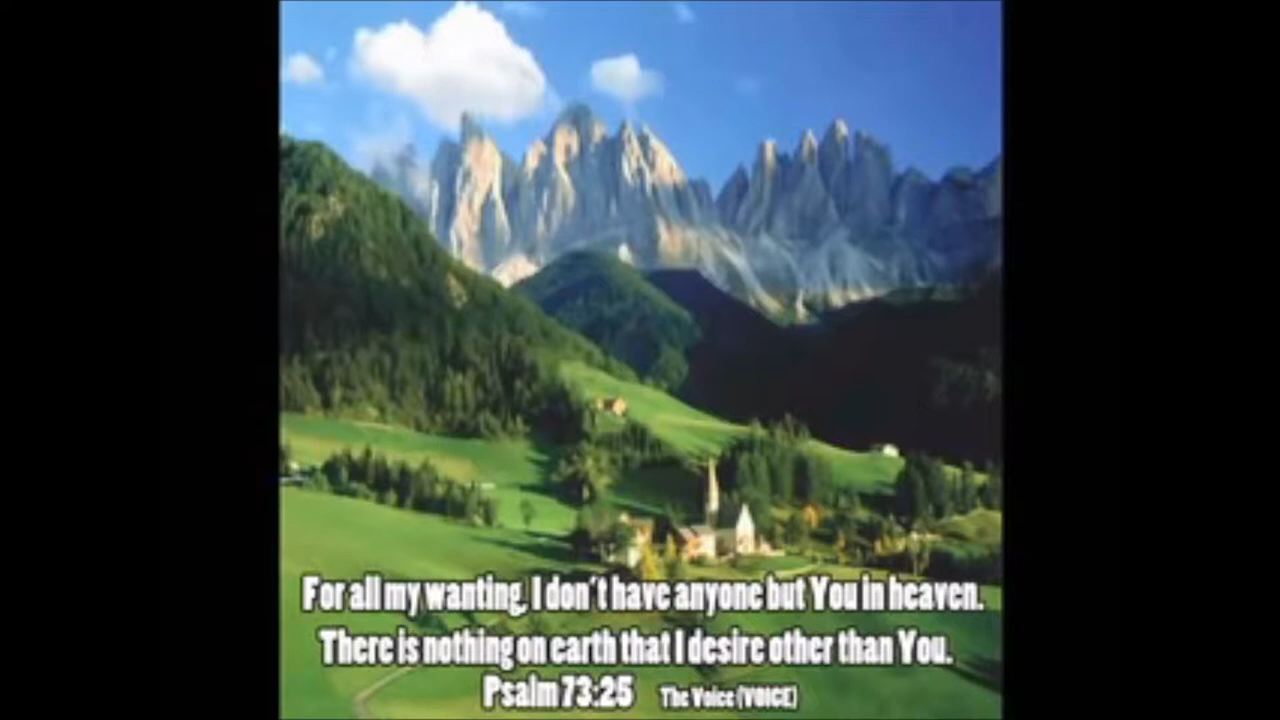 For all my wanting, I don't have anyone but You in heaven.
There is nothing on earth that I desire other than You.
Psalm 73:25 The Voice (VOICE)